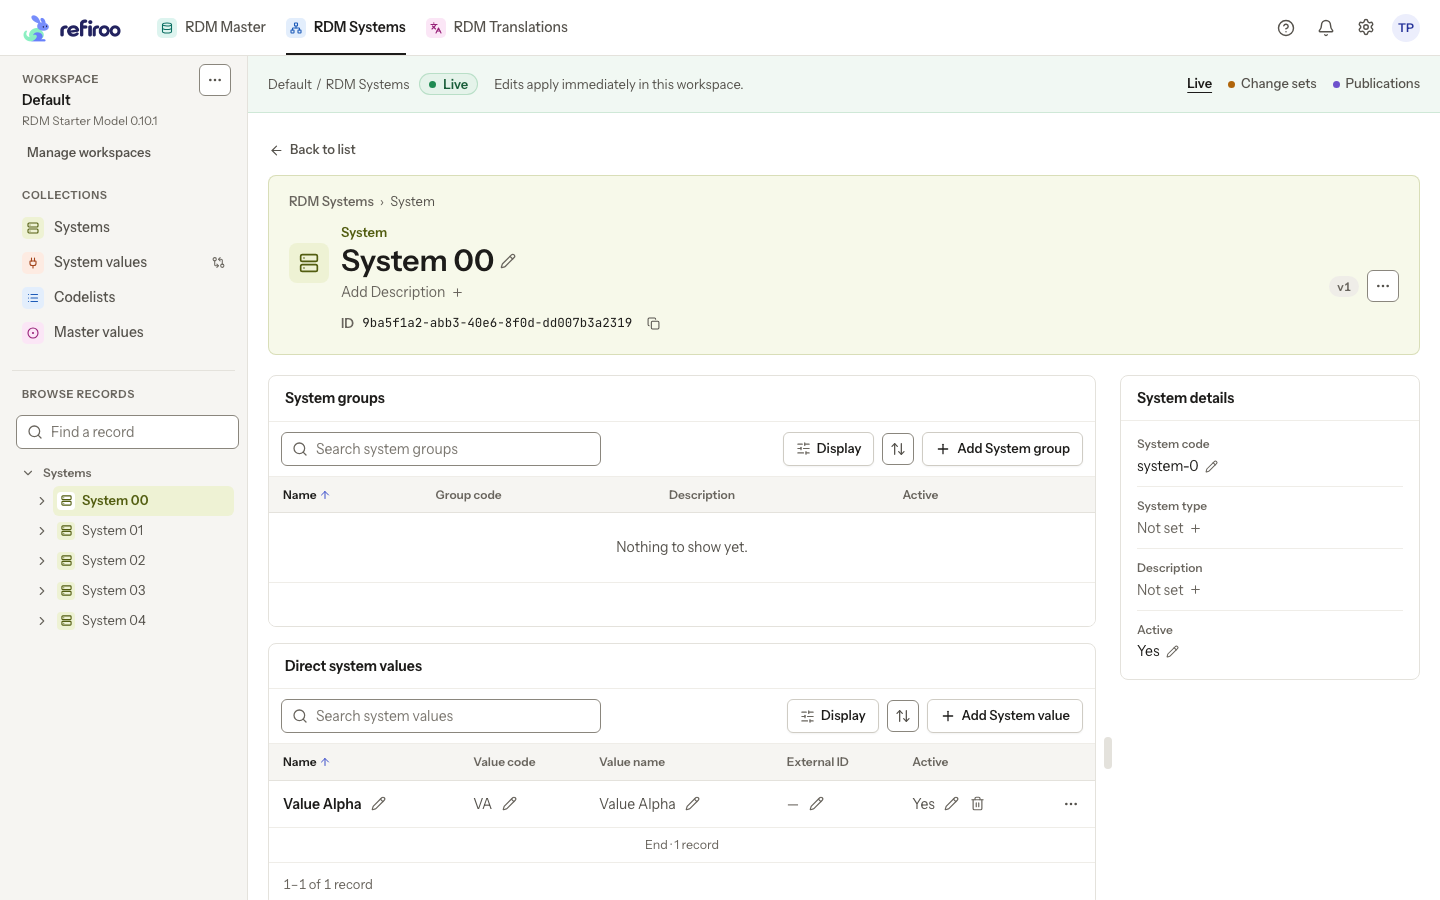 refiroo
RDM Master
RDM Systems
RDM Translations
TP
WORKSPACE
Default
RDM Starter Model 0.10.1
Manage workspaces
COLLECTIONS
Systems
System values
Codelists
Master values
BROWSE RECORDS
Find a record
Systems
System 00
System 01
System 02
System 03
System 04
Default / RDM Systems
Live
Edits apply immediately in this workspace.
Live
Change sets
Publications
Back to list
RDM Systems › System
System
System 00
Add Description
ID 9ba5f1a2-abb3-40e6-8f0d-dd007b3a2319
v1
System groups
Search system groups
Display
Add System group
Name Group code Description Active
Nothing to show yet.
Direct system values
Search system values
Display
Add System value
Name Value code Value name External ID Active
Value Alpha VA Value Alpha — Yes
End · 1 record
1–1 of 1 record
System details
System code
system-0
System type
Not set
Description
Not set
Active
Yes